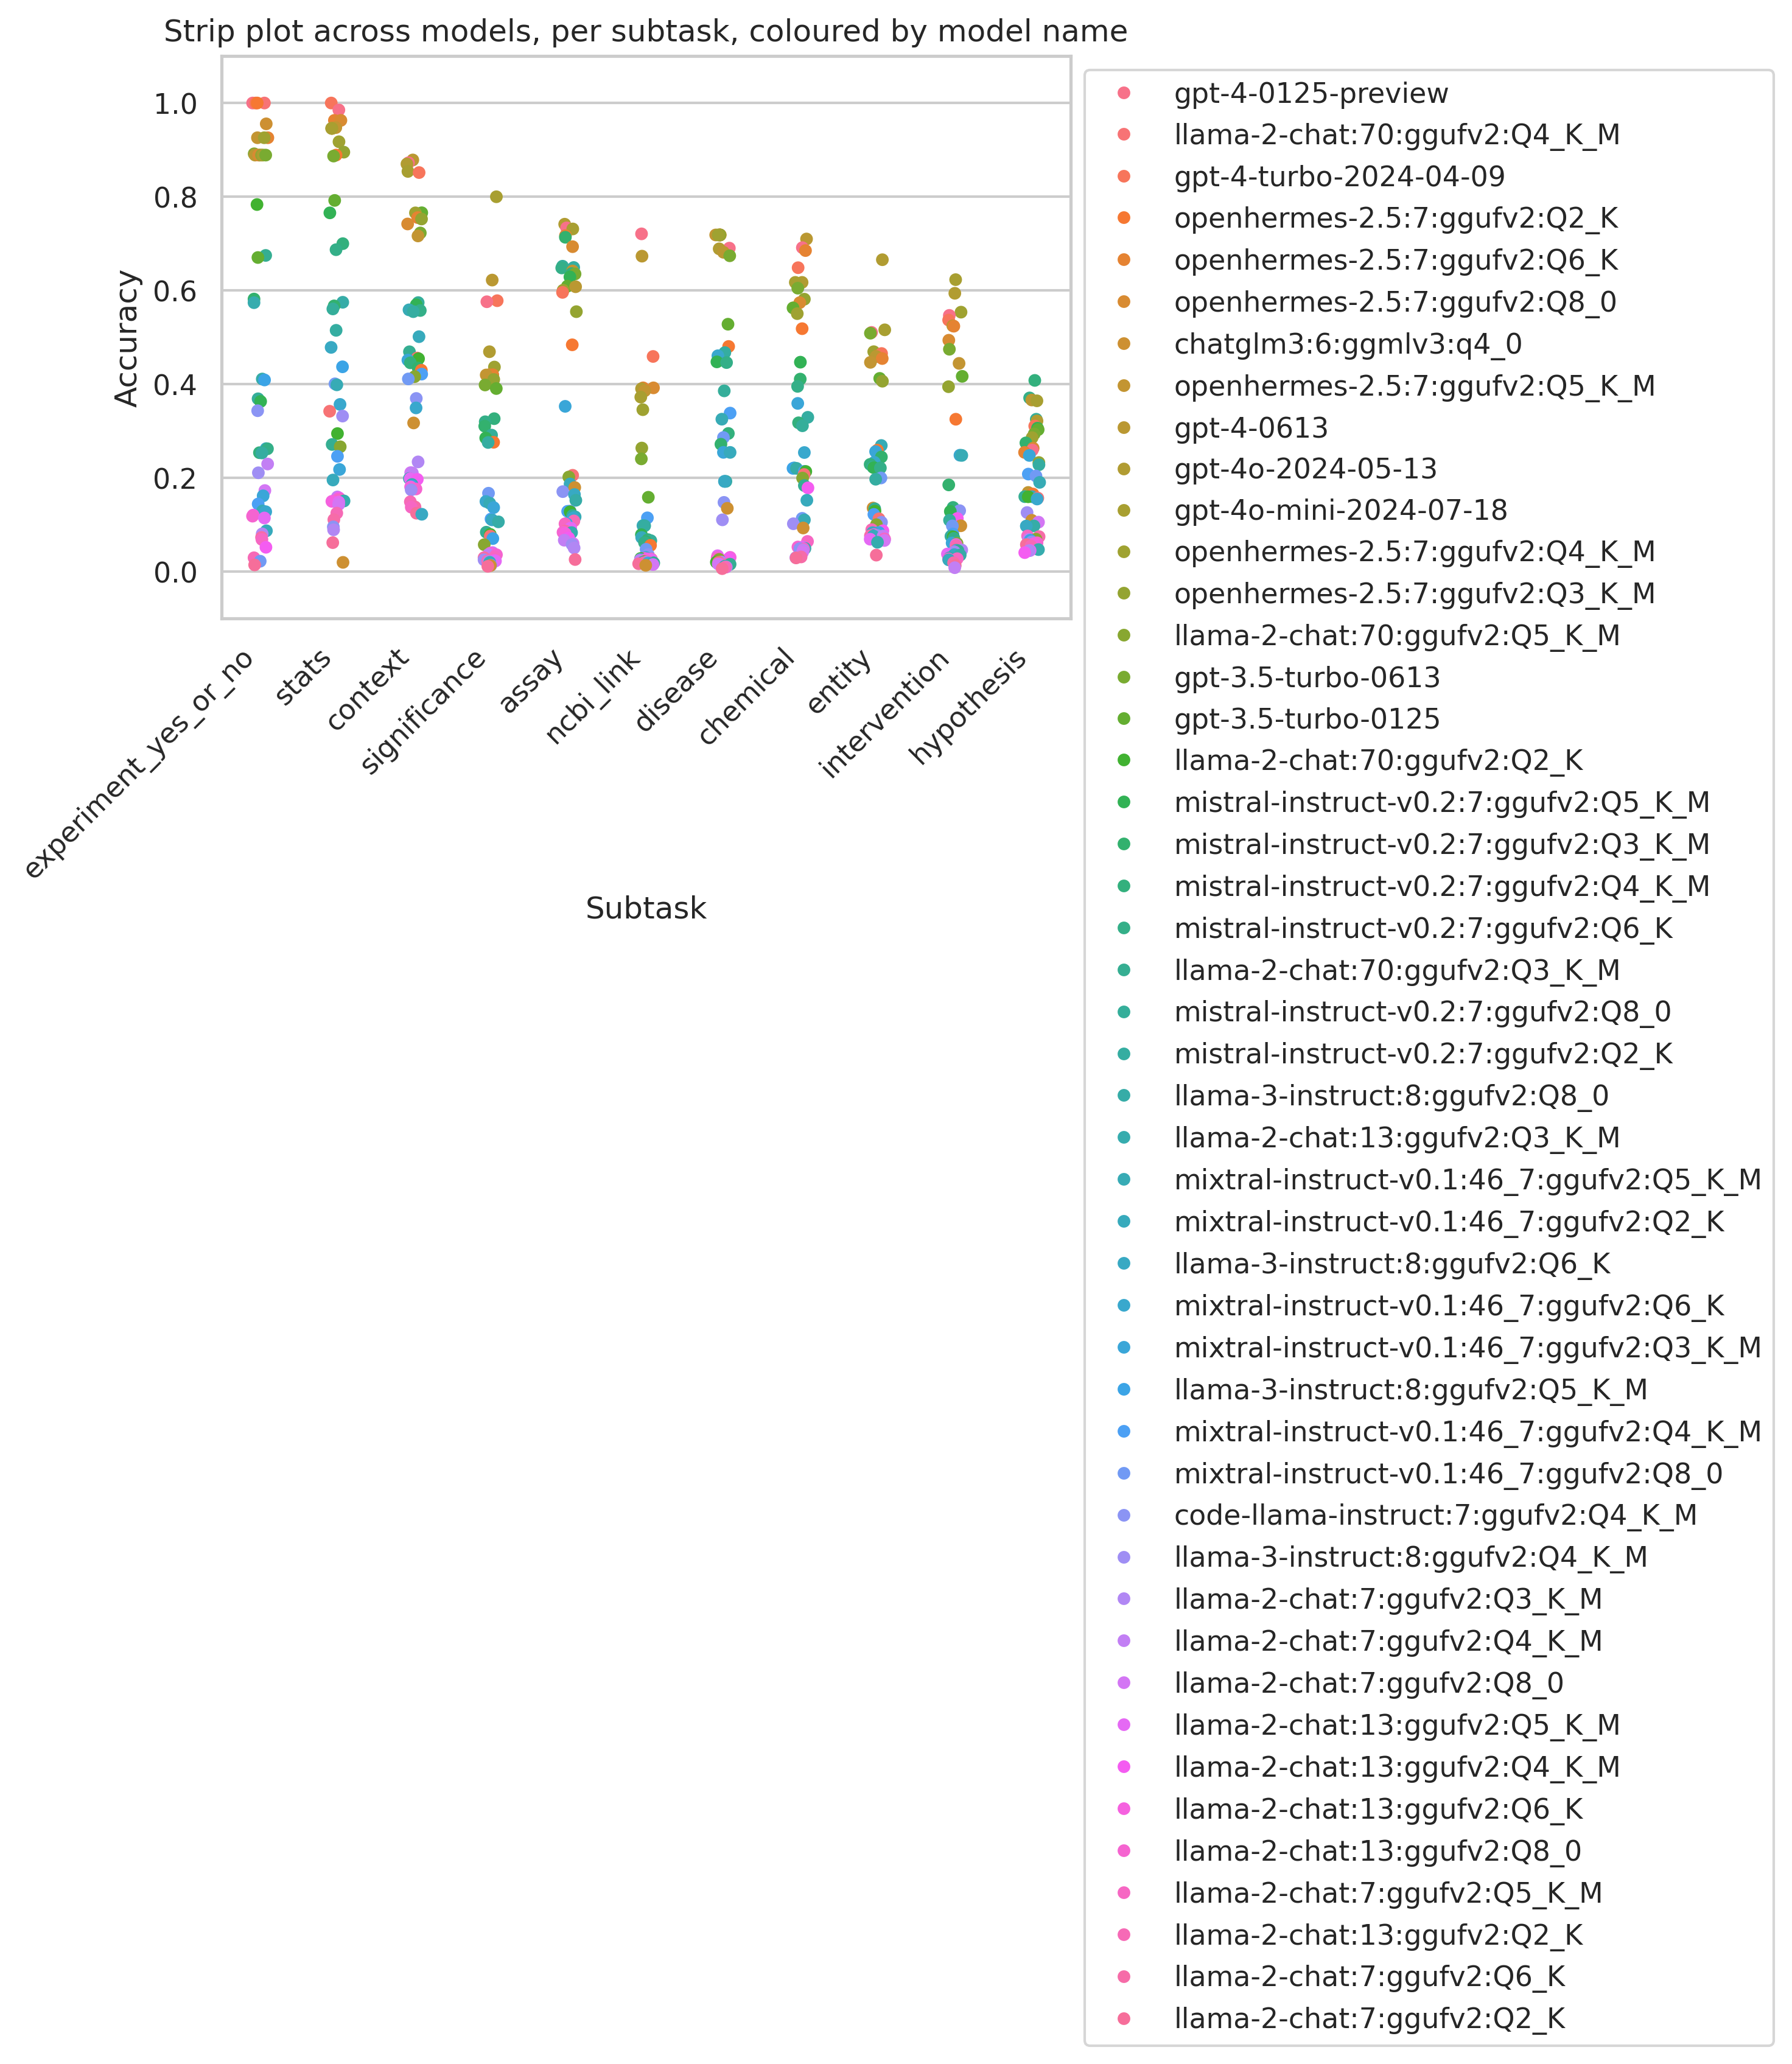 Strip plot across models, per subtask, coloured by model name
Accuracy
1.0
0.8
0.6
0.4
0.2
0.0
experiment_yes_or_no
stats
context
significance
assay
ncbi_link
disease
chemical
entity
intervention
hypothesis
Subtask
gpt-4-0125-preview
llama-2-chat:70:ggufv2:Q4_K_M
gpt-4-turbo-2024-04-09
openhermes-2.5:7:ggufv2:Q2_K
openhermes-2.5:7:ggufv2:Q6_K
openhermes-2.5:7:ggufv2:Q8_0
chatglm3:6:ggmlv3:q4_0
openhermes-2.5:7:ggufv2:Q5_K_M
gpt-4-0613
gpt-4o-2024-05-13
gpt-4o-mini-2024-07-18
openhermes-2.5:7:ggufv2:Q4_K_M
openhermes-2.5:7:ggufv2:Q3_K_M
llama-2-chat:70:ggufv2:Q5_K_M
gpt-3.5-turbo-0613
gpt-3.5-turbo-0125
llama-2-chat:70:ggufv2:Q2_K
mistral-instruct-v0.2:7:ggufv2:Q5_K_M
mistral-instruct-v0.2:7:ggufv2:Q3_K_M
mistral-instruct-v0.2:7:ggufv2:Q4_K_M
mistral-instruct-v0.2:7:ggufv2:Q6_K
llama-2-chat:70:ggufv2:Q3_K_M
mistral-instruct-v0.2:7:ggufv2:Q8_0
mistral-instruct-v0.2:7:ggufv2:Q2_K
llama-3-instruct:8:ggufv2:Q8_0
llama-2-chat:13:ggufv2:Q3_K_M
mixtral-instruct-v0.1:46_7:ggufv2:Q5_K_M
mixtral-instruct-v0.1:46_7:ggufv2:Q2_K
llama-3-instruct:8:ggufv2:Q6_K
mixtral-instruct-v0.1:46_7:ggufv2:Q6_K
mixtral-instruct-v0.1:46_7:ggufv2:Q3_K_M
llama-3-instruct:8:ggufv2:Q5_K_M
mixtral-instruct-v0.1:46_7:ggufv2:Q4_K_M
mixtral-instruct-v0.1:46_7:ggufv2:Q8_0
code-llama-instruct:7:ggufv2:Q4_K_M
llama-3-instruct:8:ggufv2:Q4_K_M
llama-2-chat:7:ggufv2:Q3_K_M
llama-2-chat:7:ggufv2:Q4_K_M
llama-2-chat:7:ggufv2:Q8_0
llama-2-chat:13:ggufv2:Q5_K_M
llama-2-chat:13:ggufv2:Q4_K_M
llama-2-chat:13:ggufv2:Q6_K
llama-2-chat:13:ggufv2:Q8_0
llama-2-chat:7:ggufv2:Q5_K_M
llama-2-chat:13:ggufv2:Q2_K
llama-2-chat:7:ggufv2:Q6_K
llama-2-chat:7:ggufv2:Q2_K